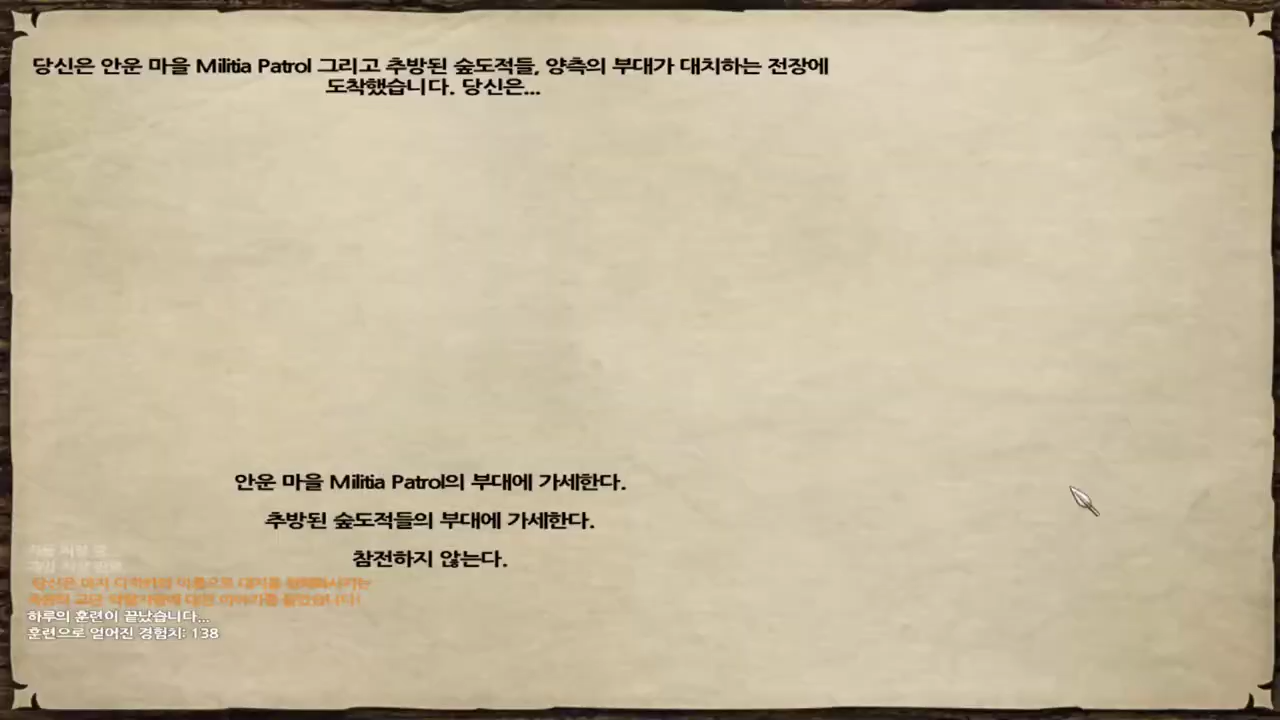 당신은 안운 마을 Militia Patrol 그리고 추방된 숲도적들, 양측의 부대가 대치하는 전장에
도착했습니다. 당신은...
안운 마을 Militia Patrol의 부대에 가세한다.
추방된 숲도적들의 부대에 가세한다.
참전하지 않는다.
하루의 훈련이 끝났습니다...
훈련으로 얻어진 경험치: 138